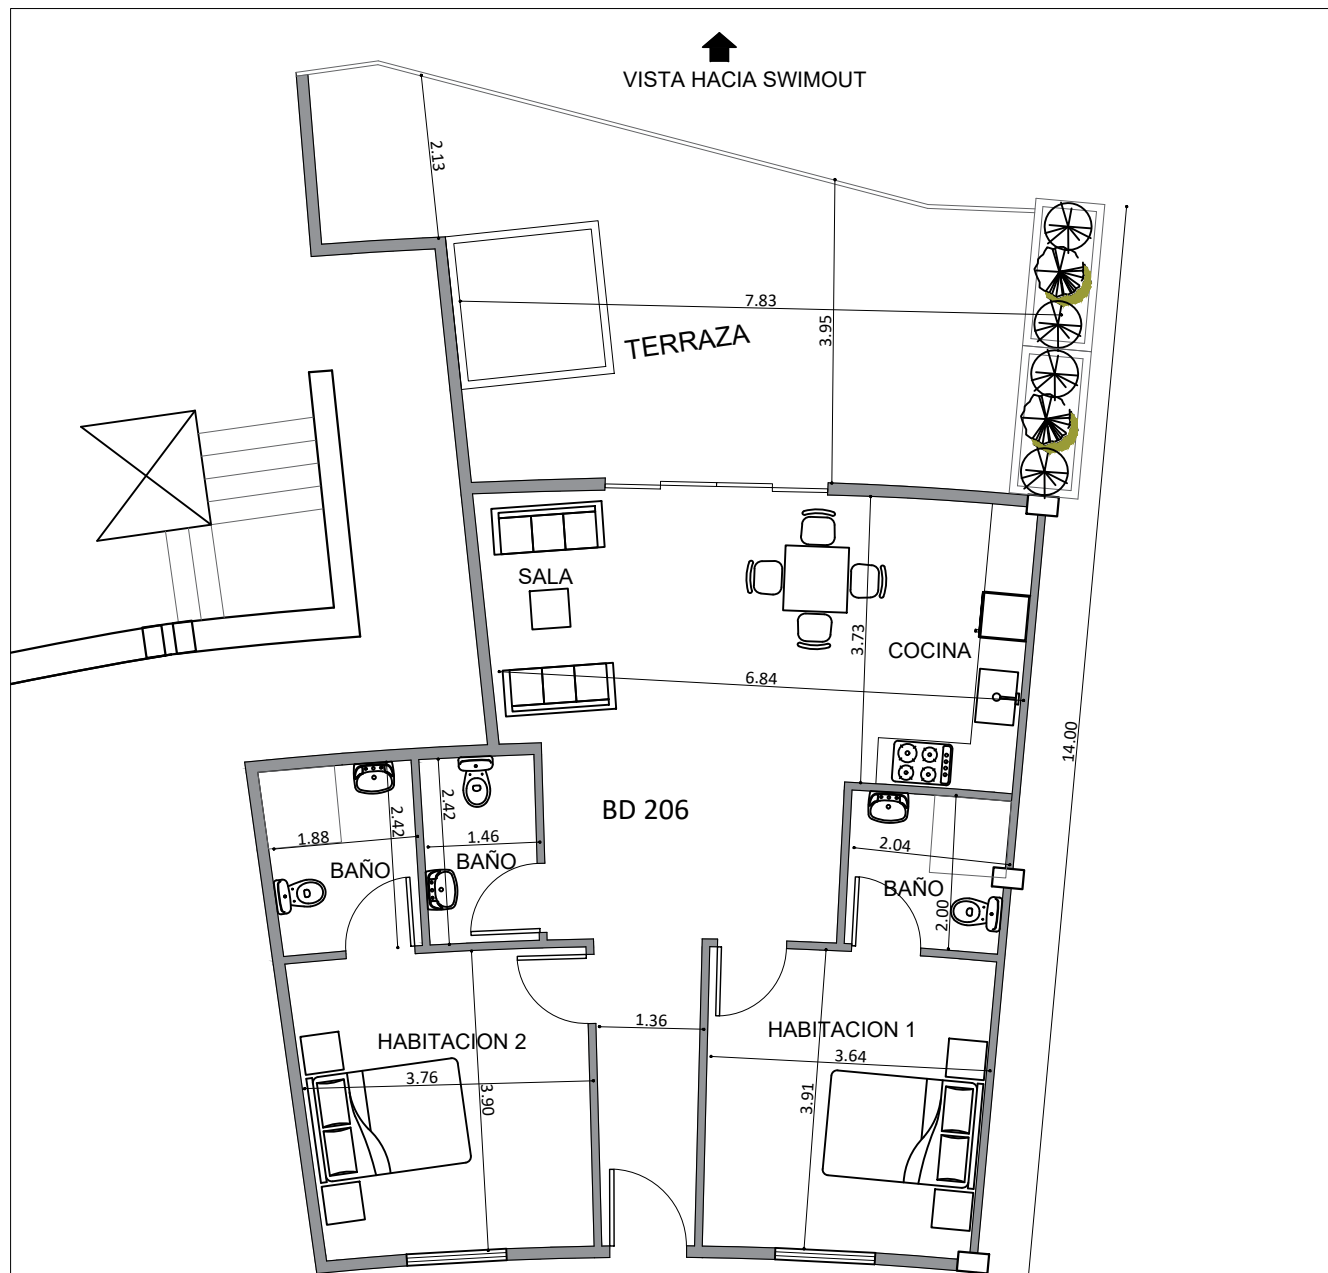 VISTA HACIA SWIMOUT
2.13
7.83
TERRAZA
3.95
SALA
3.73
COCINA
6.84
14.00
BD 206
2.42
2.42
1.88
1.46
BAÑO
BAÑO
2.04
BAÑO
2.00
1.36
HABITACION 2
HABITACION 1
3.76
3.90
3.64
3.91